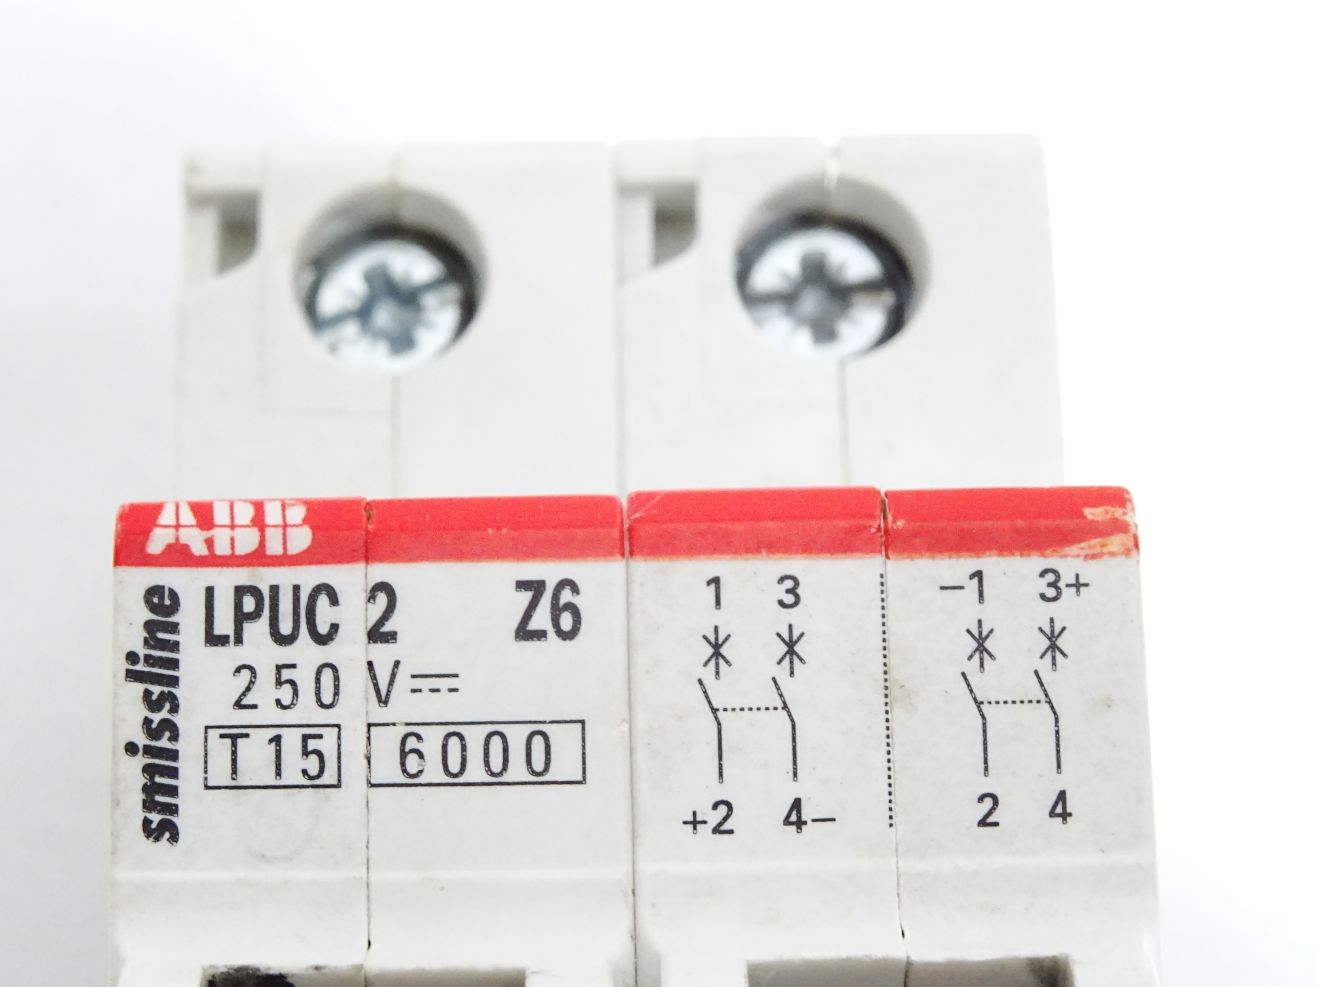 ABB
smissline
LPUC 2 Z6
250 V
T15 6000
1 3
+2 4-
-1 3+
2 4